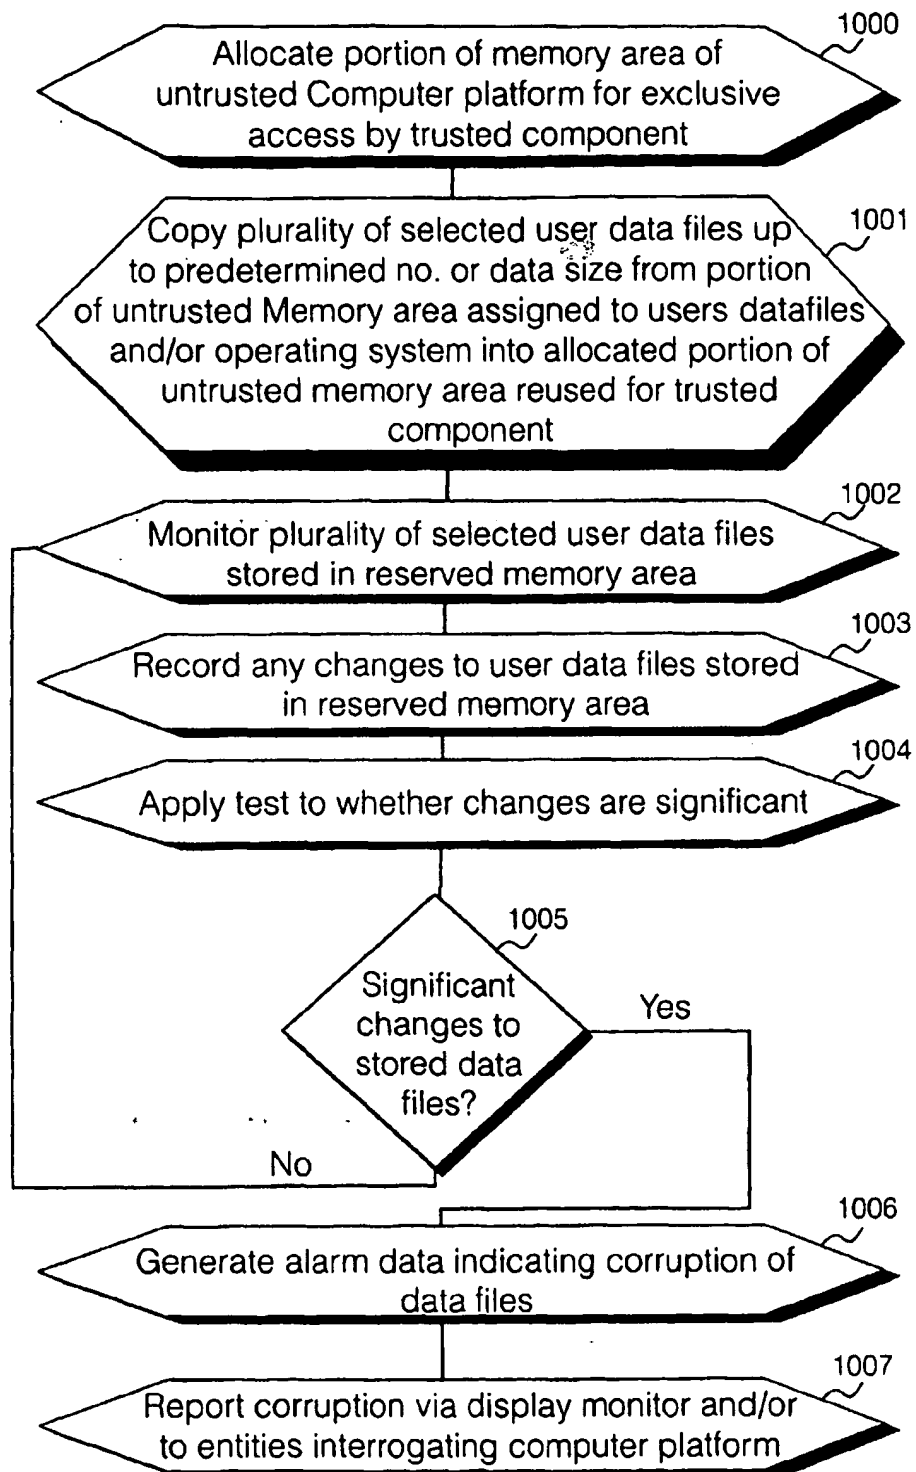 1000
Allocate portion of memory area of
untrusted Computer platform for exclusive
access by trusted component
1001
Copy plurality of selected user data files up
to predetermined no. or data size from portion
of untrusted Memory area assigned to users datafiles
and/or operating system into allocated portion of
untrusted memory area reused for trusted
component
1002
Monitor plurality of selected user data files
stored in reserved memory area
1003
Record any changes to user data files stored
in reserved memory area
1004
Apply test to whether changes are significant
1005
Significant
changes to
stored data
files?
Yes
No
1006
Generate alarm data indicating corruption of
data files
1007
Report corruption via display monitor and/or
to entities interrogating computer platform